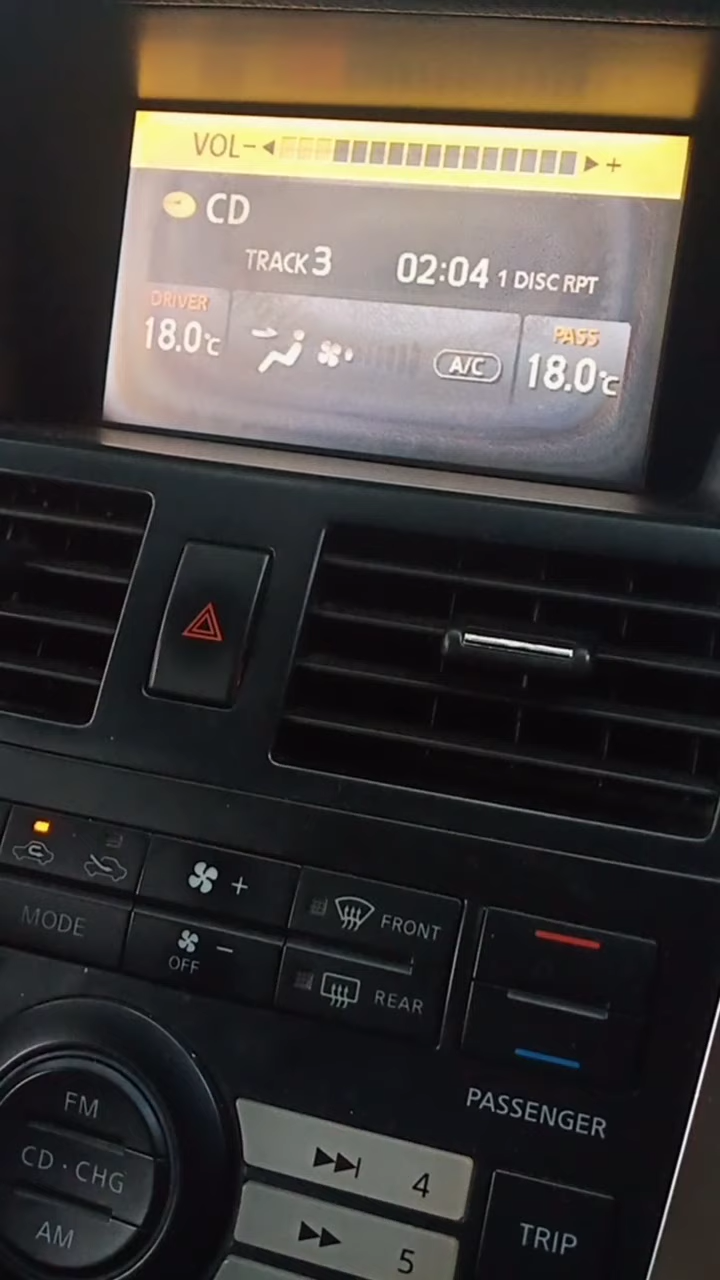 VOL- +
CD
TRACK 3 02:04 1 DISC RPT
DRIVER PASS
18.0°C A/C 18.0°C
+
MODE FRONT
OFF -
REAR
PASSENGER
FM
CD·CHG
AM
4
5
TRIP